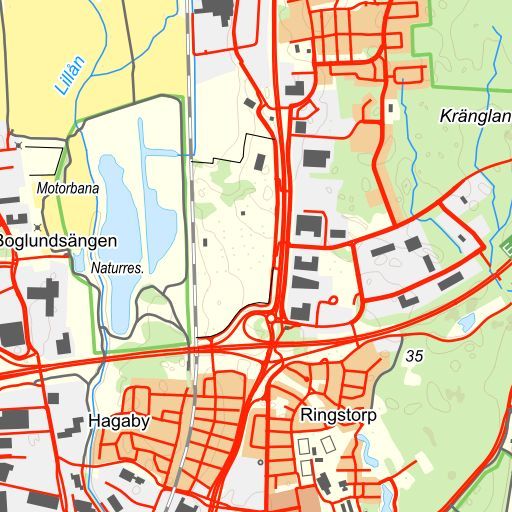 Lillån
Kränglan
Motorbana
Boglundsängen
Naturres.
35
Hagaby
Ringstorp